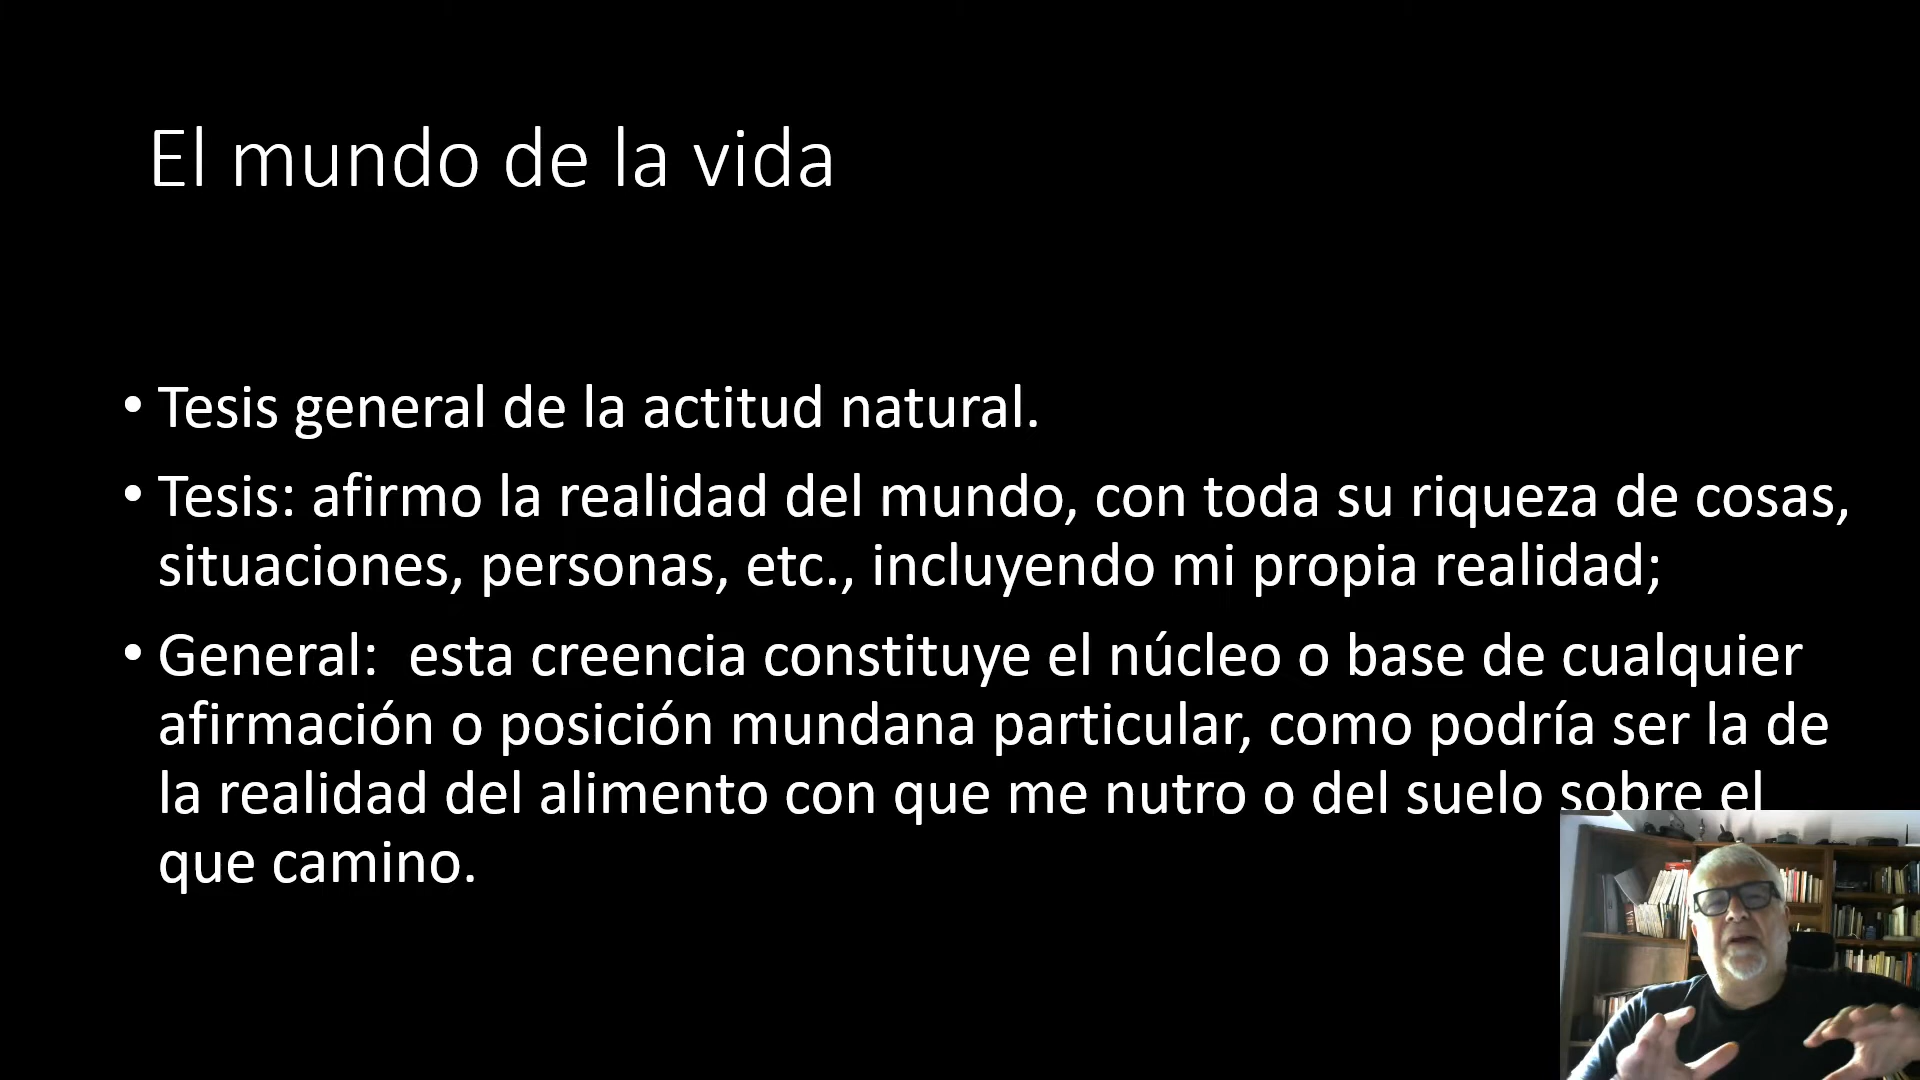 El mundo de la vida
• Tesis general de la actitud natural.
• Tesis: afirmo la realidad del mundo, con toda su riqueza de cosas,
situaciones, personas, etc., incluyendo mi propia realidad;
• General:  esta creencia constituye el núcleo o base de cualquier
afirmación o posición mundana particular, como podría ser la de
la realidad del alimento con que me nutro o del suelo sobre el
que camino.